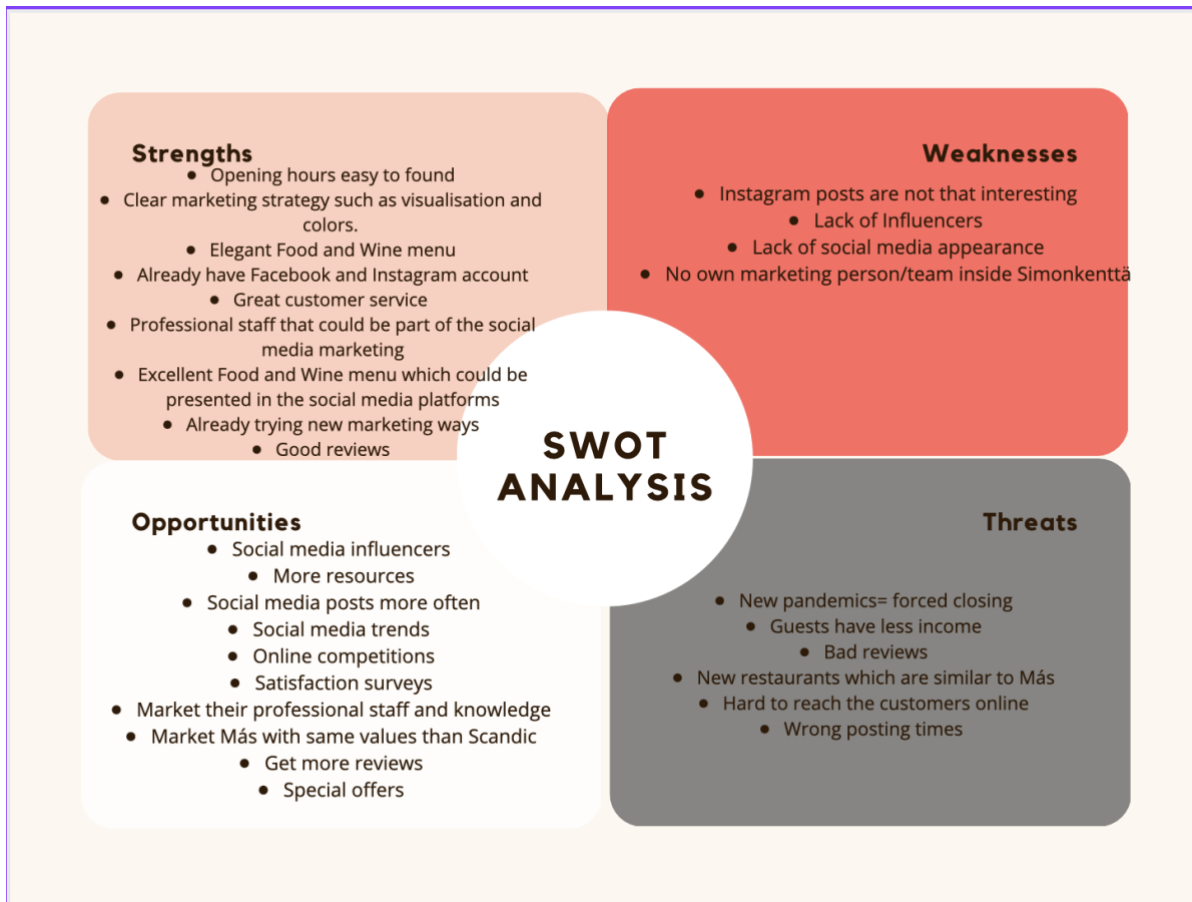 Strengths
• Opening hours easy to found
• Clear marketing strategy such as visualisation and
colors.
• Elegant Food and Wine menu
• Already have Facebook and Instagram account
• Great customer service
• Professional staff that could be part of the social
media marketing
• Excellent Food and Wine menu which could be
presented in the social media platforms
• Already trying new marketing ways
• Good reviews
Weaknesses
• Instagram posts are not that interesting
• Lack of Influencers
• Lack of social media appearance
• No own marketing person/team inside Simonkenttä
SWOT
ANALYSIS
Opportunities
• Social media influencers
• More resources
• Social media posts more often
• Social media trends
• Online competitions
• Satisfaction surveys
• Market their professional staff and knowledge
• Market Más with same values than Scandic
• Get more reviews
• Special offers
Threats
• New pandemics= forced closing
• Guests have less income
• Bad reviews
• New restaurants which are similar to Más
• Hard to reach the customers online
• Wrong posting times